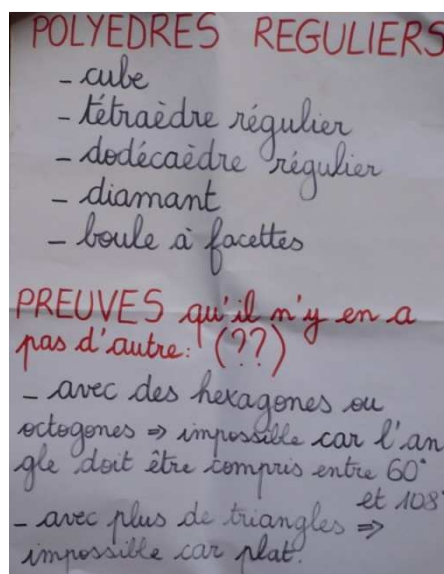 POLYEDRES REGULIERS
- cube
- tétraèdre régulier
- dodécaèdre régulier
- diamant
- boule à facettes
PREUVES qu'il n'y en a
pas d'autre: (??)
- avec des hexagones ou
octogones ⇒ impossible car l'an
gle doit être compris entre 60°
et 108°
- avec plus de triangles ⇒
impossible car plat.